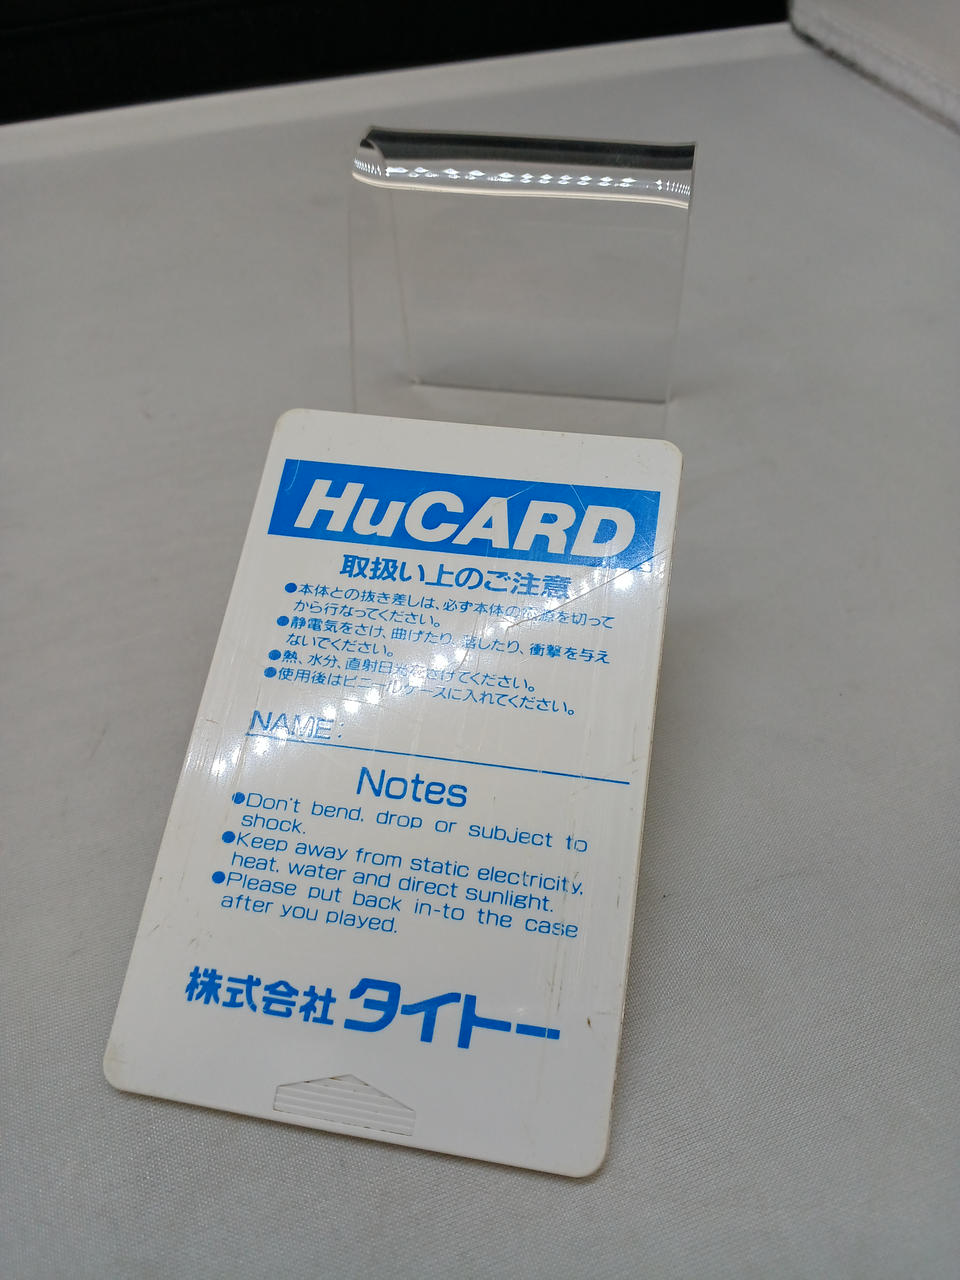 HuCARD
取扱い上のご注意
●本体との抜き差しは、必ず本体の電源を切って
から行なってください。
●静電気をさけ、曲げたり、落したり、衝撃を与え
ないでください。
●熱、水分、直射日光をさけてください。
●使用後はビニールケースに入れてください。
NAME:
Notes
●Don't bend, drop or subject to
shock.
●Keep away from static electricity,
heat, water and direct sunlight.
●Please put back in-to the case
after you played.
株式会社タイトー